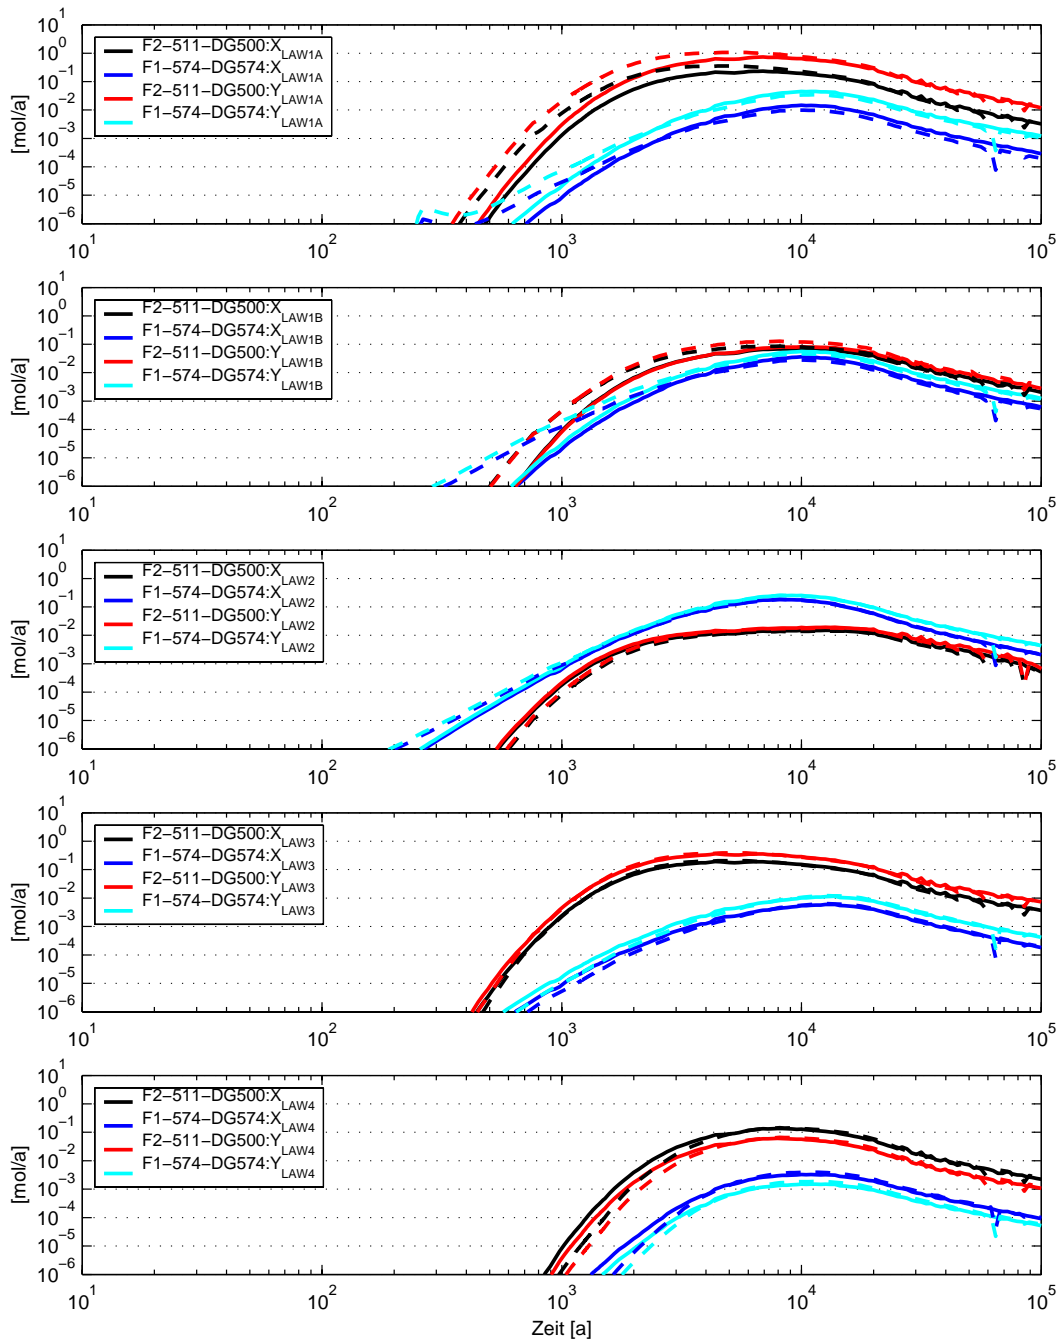 10^1
10^0
10^−1
10^−2
10^−3
10^−4
10^−5
10^−6
[mol/a]
F2−511−DG500:X_LAW1A
F1−574−DG574:X_LAW1A
F2−511−DG500:Y_LAW1A
F1−574−DG574:Y_LAW1A
10^1 10^2 10^3 10^4 10^5
10^1
10^0
10^−1
10^−2
10^−3
10^−4
10^−5
10^−6
[mol/a]
F2−511−DG500:X_LAW1B
F1−574−DG574:X_LAW1B
F2−511−DG500:Y_LAW1B
F1−574−DG574:Y_LAW1B
10^1 10^2 10^3 10^4 10^5
10^1
10^0
10^−1
10^−2
10^−3
10^−4
10^−5
10^−6
[mol/a]
F2−511−DG500:X_LAW2
F1−574−DG574:X_LAW2
F2−511−DG500:Y_LAW2
F1−574−DG574:Y_LAW2
10^1 10^2 10^3 10^4 10^5
10^1
10^0
10^−1
10^−2
10^−3
10^−4
10^−5
10^−6
[mol/a]
F2−511−DG500:X_LAW3
F1−574−DG574:X_LAW3
F2−511−DG500:Y_LAW3
F1−574−DG574:Y_LAW3
10^1 10^2 10^3 10^4 10^5
10^1
10^0
10^−1
10^−2
10^−3
10^−4
10^−5
10^−6
[mol/a]
F2−511−DG500:X_LAW4
F1−574−DG574:X_LAW4
F2−511−DG500:Y_LAW4
F1−574−DG574:Y_LAW4
10^1 10^2 10^3 10^4 10^5
Zeit [a]